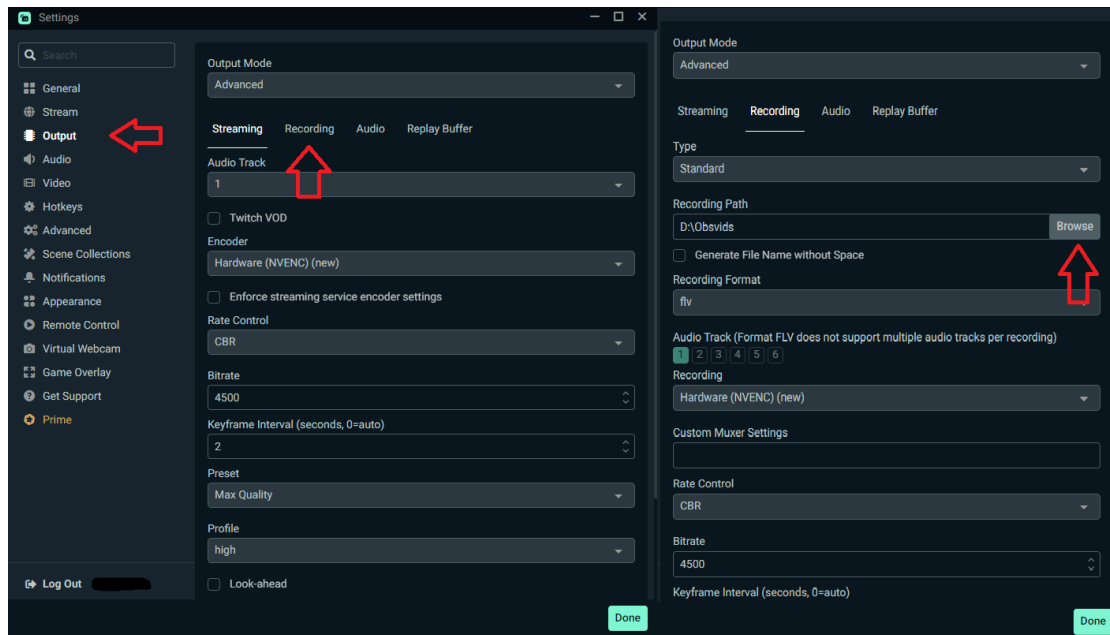 Settings
Search
General
Stream
Output
Audio
Video
Hotkeys
Advanced
Scene Collections
Notifications
Appearance
Remote Control
Virtual Webcam
Game Overlay
Get Support
Prime
Log Out
Output Mode
Advanced
Streaming Recording Audio Replay Buffer
Audio Track
1
Twitch VOD
Encoder
Hardware (NVENC) (new)
Enforce streaming service encoder settings
Rate Control
CBR
Bitrate
4500
Keyframe Interval (seconds, 0=auto)
2
Preset
Max Quality
Profile
high
Look-ahead
Done
Output Mode
Advanced
Streaming Recording Audio Replay Buffer
Type
Standard
Recording Path
D:\Obsvids Browse
Generate File Name without Space
Recording Format
flv
Audio Track (Format FLV does not support multiple audio tracks per recording)
1 2 3 4 5 6
Recording
Hardware (NVENC) (new)
Custom Muxer Settings
Rate Control
CBR
Bitrate
4500
Keyframe Interval (seconds, 0=auto)
Done